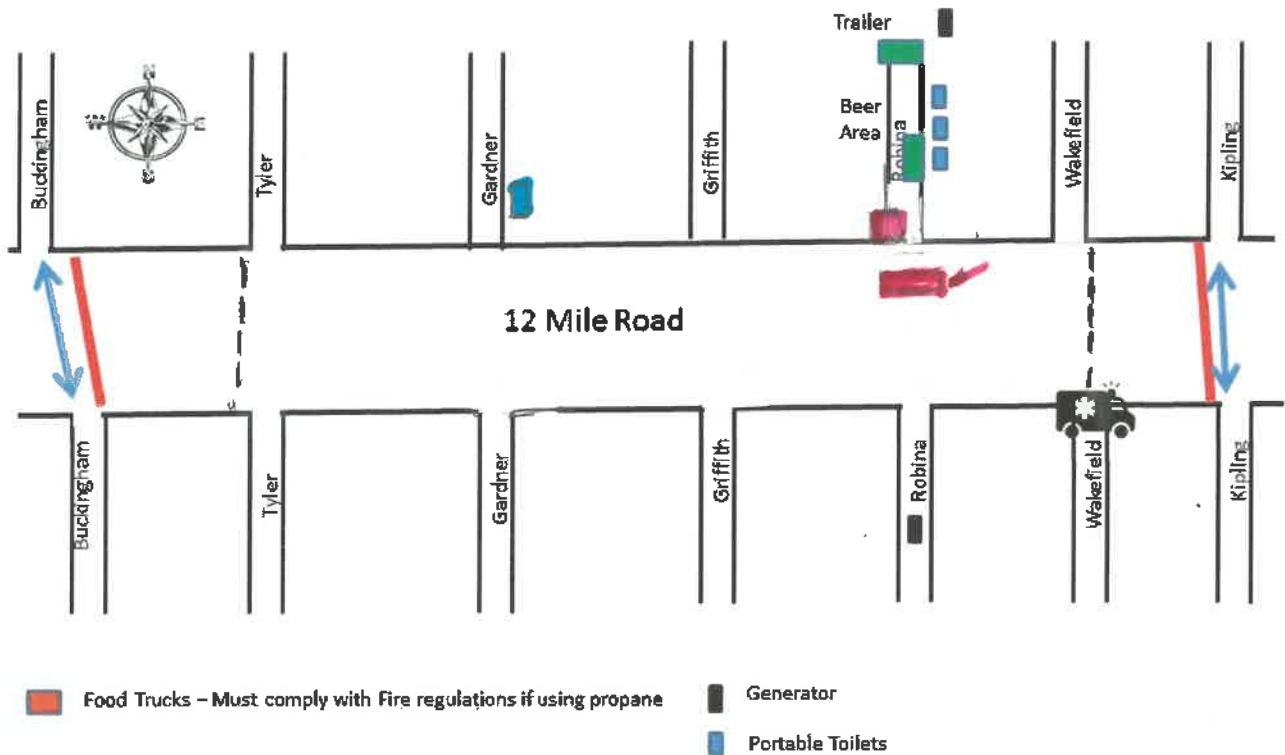 Trailer
Beer
Area
Buckingham
Tyler
Gardner
Griffith
Robina
Wakefield
Kipling
N
S
12 Mile Road
Buckingham
Tyler
Gardner
Griffith
Robina
Wakefield
Kipling
Food Trucks – Must comply with Fire regulations if using propane
Generator
Portable Toilets